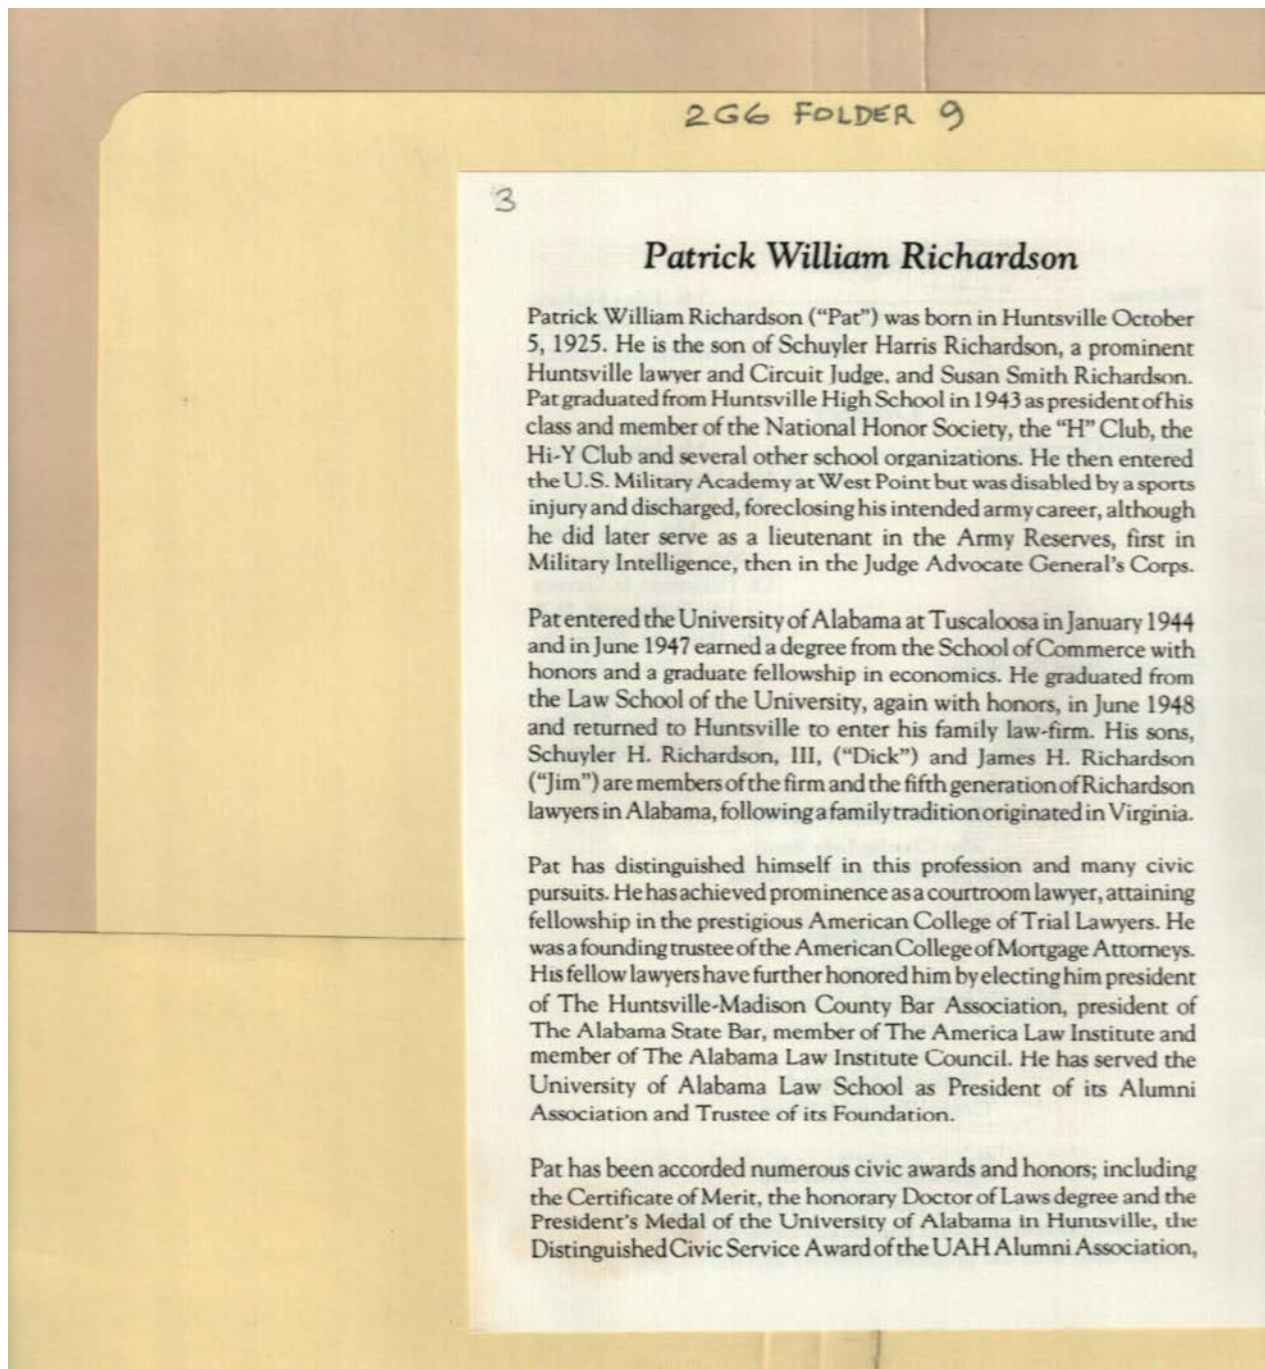 2G6 FOLDER 9
3
Patrick William Richardson
Patrick William Richardson ("Pat") was born in Huntsville October
5, 1925. He is the son of Schuyler Harris Richardson, a prominent
Huntsville lawyer and Circuit Judge, and Susan Smith Richardson.
Pat graduated from Huntsville High School in 1943 as president of his
class and member of the National Honor Society, the "H" Club, the
Hi-Y Club and several other school organizations. He then entered
the U.S. Military Academy at West Point but was disabled by a sports
injury and discharged, foreclosing his intended army career, although
he did later serve as a lieutenant in the Army Reserves, first in
Military Intelligence, then in the Judge Advocate General's Corps.
Pat entered the University of Alabama at Tuscaloosa in January 1944
and in June 1947 earned a degree from the School of Commerce with
honors and a graduate fellowship in economics. He graduated from
the Law School of the University, again with honors, in June 1948
and returned to Huntsville to enter his family law-firm. His sons,
Schuyler H. Richardson, III, ("Dick") and James H. Richardson
("Jim") are members of the firm and the fifth generation of Richardson
lawyers in Alabama, following a family tradition originated in Virginia.
Pat has distinguished himself in this profession and many civic
pursuits. He has achieved prominence as a courtroom lawyer, attaining
fellowship in the prestigious American College of Trial Lawyers. He
was a founding trustee of the American College of Mortgage Attorneys.
His fellow lawyers have further honored him by electing him president
of The Huntsville-Madison County Bar Association, president of
The Alabama State Bar, member of The America Law Institute and
member of The Alabama Law Institute Council. He has served the
University of Alabama Law School as President of its Alumni
Association and Trustee of its Foundation.
Pat has been accorded numerous civic awards and honors; including
the Certificate of Merit, the honorary Doctor of Laws degree and the
President's Medal of the University of Alabama in Huntsville, the
Distinguished Civic Service Award of the UAH Alumni Association,